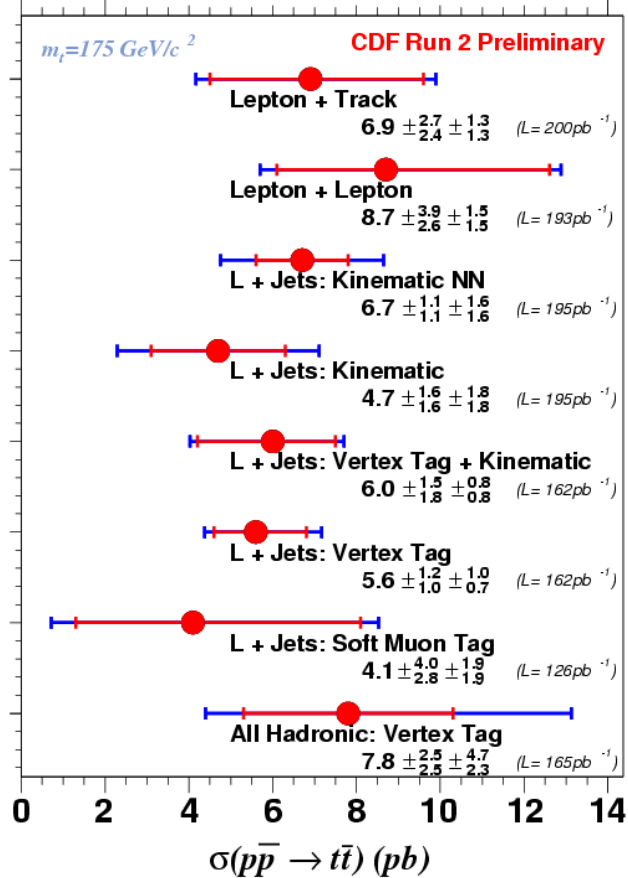 m_t=175 GeV/c ²
CDF Run 2 Preliminary
Lepton + Track
6.9 ± 2.7 2.4 ± 1.3 1.3 (L= 200pb ⁻¹)
Lepton + Lepton
8.7 ± 3.9 2.6 ± 1.5 1.5 (L= 193pb ⁻¹)
L + Jets: Kinematic NN
6.7 ± 1.1 1.1 ± 1.6 1.6 (L= 195pb ⁻¹)
L + Jets: Kinematic
4.7 ± 1.6 1.6 ± 1.8 1.8 (L= 195pb ⁻¹)
L + Jets: Vertex Tag + Kinematic
6.0 ± 1.5 1.8 ± 0.8 0.8 (L= 162pb ⁻¹)
L + Jets: Vertex Tag
5.6 ± 1.2 1.0 ± 1.0 0.7 (L= 162pb ⁻¹)
L + Jets: Soft Muon Tag
4.1 ± 4.0 2.8 ± 1.9 1.9 (L= 126pb ⁻¹)
All Hadronic: Vertex Tag
7.8 ± 2.5 2.5 ± 4.7 2.3 (L= 165pb ⁻¹)
0 2 4 6 8 10 12 14
σ(pp̅ → tt̅) (pb)